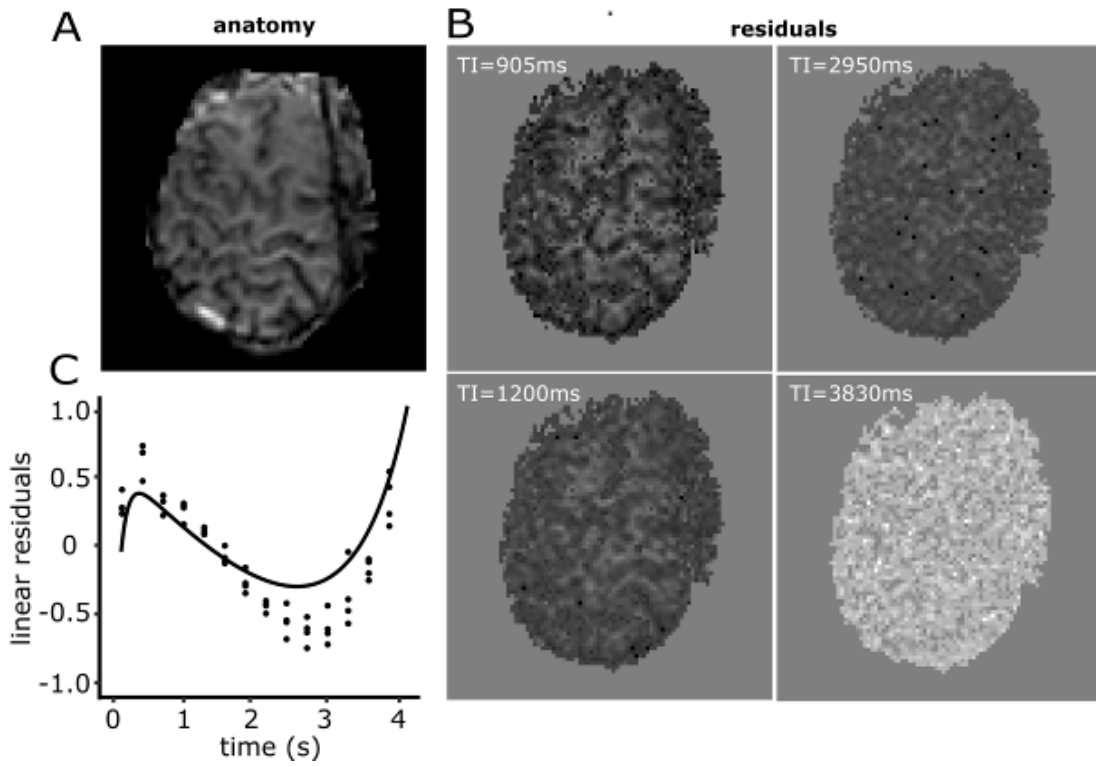 A
anatomy
B
residuals
TI=905ms
TI=2950ms
TI=1200ms
TI=3830ms
C
linear residuals
1.0
0.5
0
-0.5
-1.0
0 1 2 3 4
time (s)